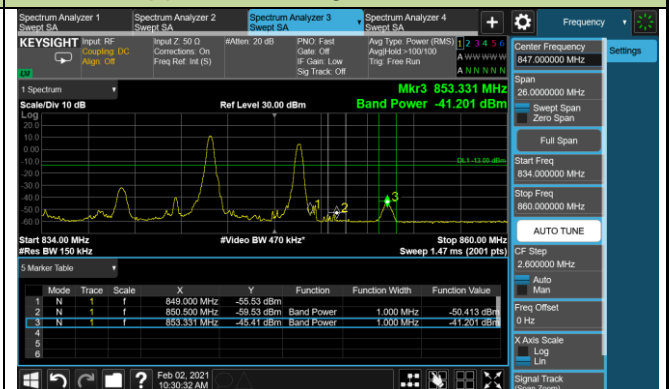 Spectrum Analyzer 1
Swept SA
Spectrum Analyzer 2
Swept SA
Spectrum Analyzer 3
Swept SA
Spectrum Analyzer 4
Swept SA
+
Frequency
KEYSIGHT
Input: RF
Coupling: DC
Align: Off
Input Z: 50 Ω
Corrections: On
Freq Ref: Int (S)
#Atten: 20 dB
PNO: Fast
Gate: Off
IF Gain: Low
Sig Track: Off
Avg Type: Power (RMS)
Avg|Hold:>100/100
Trig: Free Run
1 2 3 4 5 6
A W W W W W
A N N N N N
1 Spectrum
Scale/Div 10 dB
Ref Level 30.00 dBm
Mkr3 853.331 MHz
Band Power -41.201 dBm
Log
20.0
10.0
0.00
-10.0
-20.0
-30.0
-40.0
-50.0
-60.0
DL1 -13.00 dBm
1
2
3
Start 834.00 MHz
#Video BW 470 kHz*
Stop 860.00 MHz
#Res BW 150 kHz
Sweep 1.47 ms (2001 pts)
5 Marker Table
Mode Trace Scale X Y Function Function Width Function Value
1 N 1 f 849.000 MHz -55.53 dBm
2 N 1 f 850.500 MHz -59.53 dBm Band Power 1.000 MHz -50.413 dBm
3 N 1 f 853.331 MHz -45.41 dBm Band Power 1.000 MHz -41.201 dBm
4
5
6
Feb 02, 2021
10:30:32 AM
Settings
Center Frequency
847.000000 MHz
Span
26.0000000 MHz
Swept Span
Zero Span
Full Span
Start Freq
834.000000 MHz
Stop Freq
860.000000 MHz
AUTO TUNE
CF Step
2.600000 MHz
Auto
Man
Freq Offset
0 Hz
X Axis Scale
Log
Lin
Signal Track
(Span Zoom)